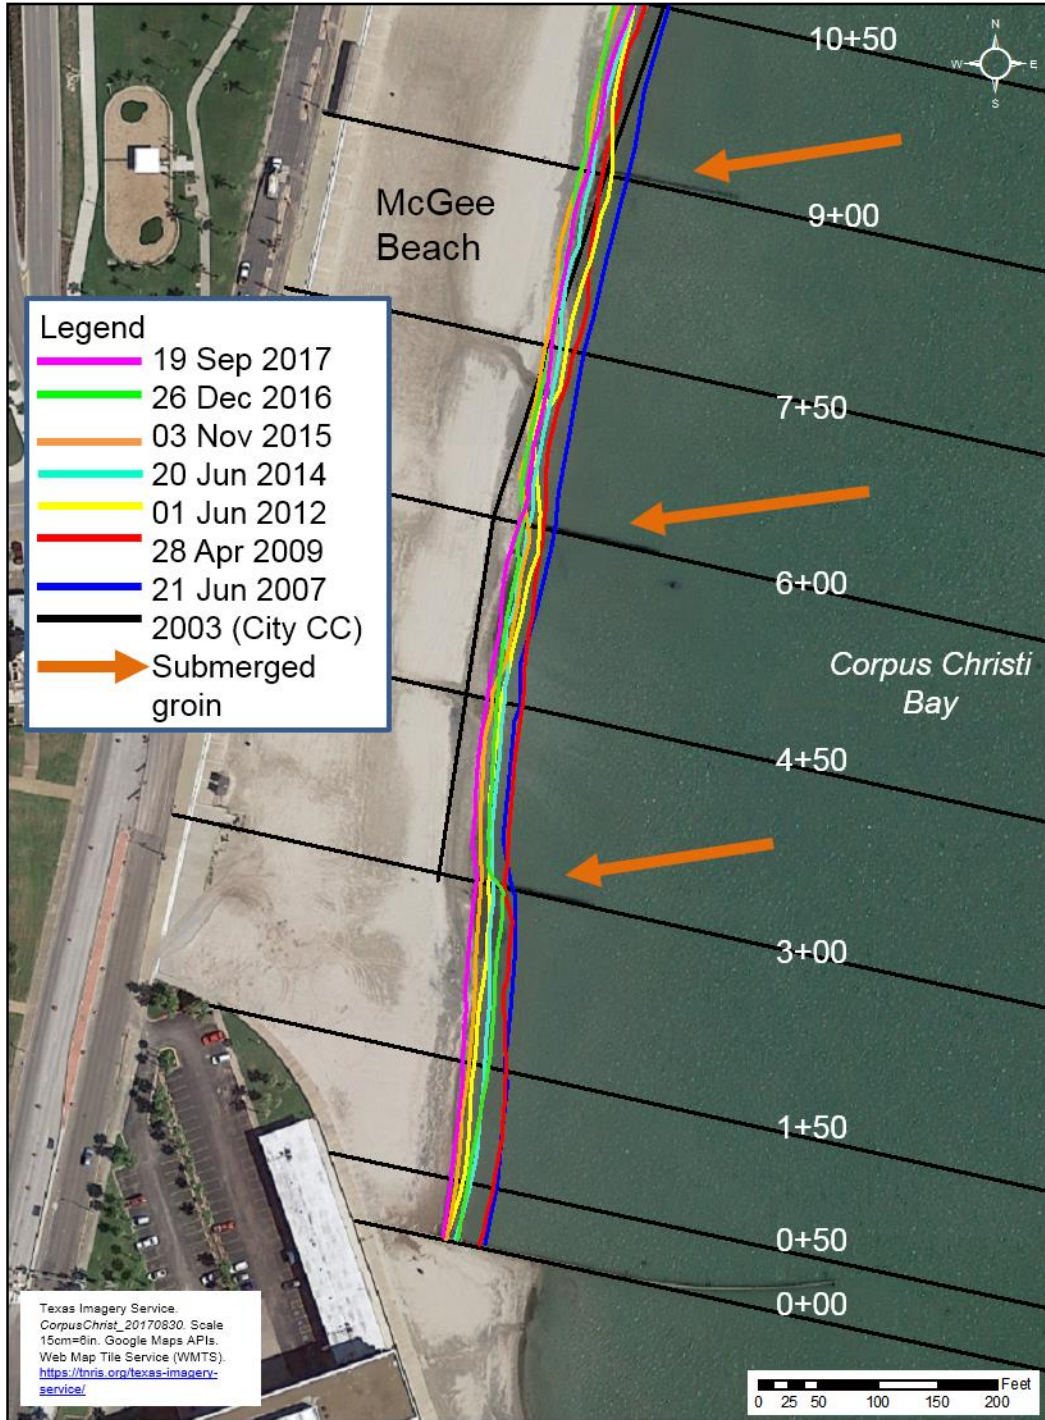 10+50
N
W
E
S
McGee
Beach
9+00
Legend
19 Sep 2017
26 Dec 2016
03 Nov 2015
20 Jun 2014
01 Jun 2012
28 Apr 2009
21 Jun 2007
2003 (City CC)
Submerged
groin
7+50
6+00
Corpus Christi
Bay
4+50
3+00
1+50
0+50
0+00
Texas Imagery Service.
CorpusChrist_20170830. Scale
15cm=6in. Google Maps APIs.
Web Map Tile Service (WMTS).
https://tnris.org/texas-imagery-
service/
Feet
0 25 50 100 150 200